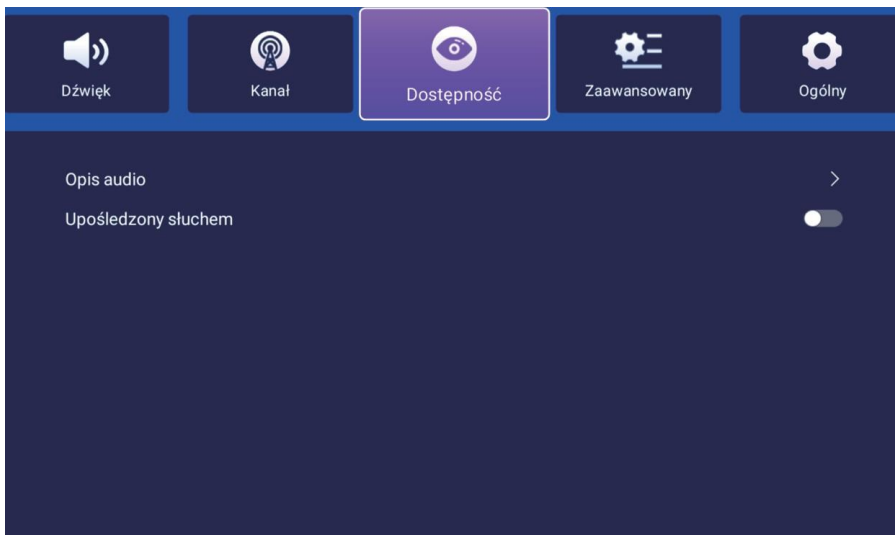 Dźwięk
Kanał
Dostępność
Zaawansowany
Ogólny
Opis audio
Upośledzony słuchem